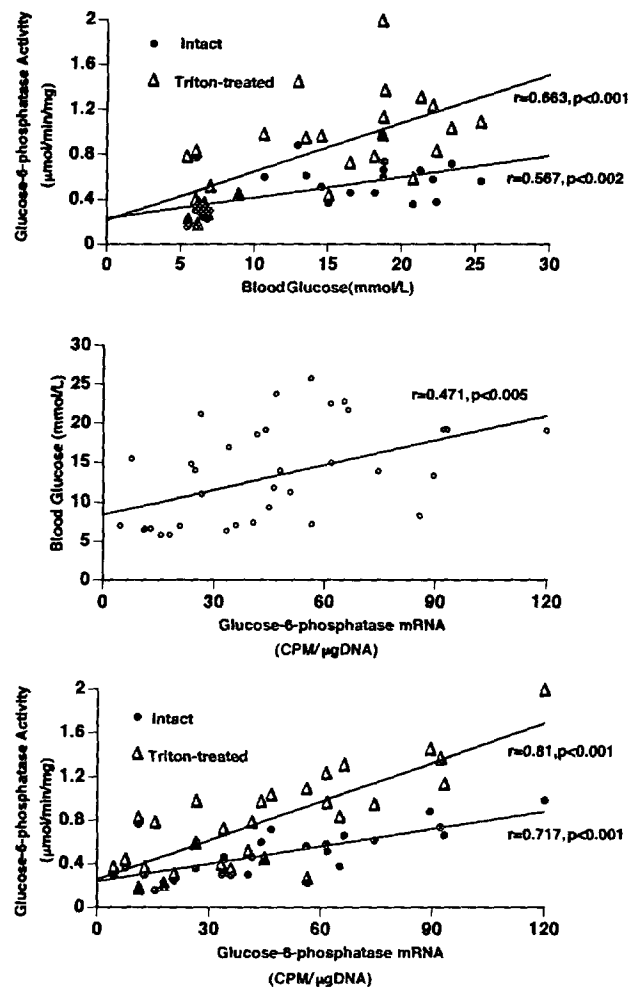 Glucose-6-phosphatase Activity
(μmol/min/mg)
2
1.6
1.2
0.8
0.4
0
Intact
Triton-treated
r=0.663, p<0.001
r=0.567, p<0.002
0 5 10 15 20 25 30
Blood Glucose(mmol/L)
Blood Glucose (mmol/L)
30
25
20
15
10
5
0
r=0.471, p<0.005
0 30 60 90 120
Glucose-6-phosphatase mRNA
(CPM/μgDNA)
Glucose-6-phosphatase Activity
(μmol/min/mg)
2
1.6
1.2
0.8
0.4
0
Intact
Triton-treated
r=0.81, p<0.001
r=0.717, p<0.001
0 30 60 90 120
Glucose-6-phosphatase mRNA
(CPM/μgDNA)